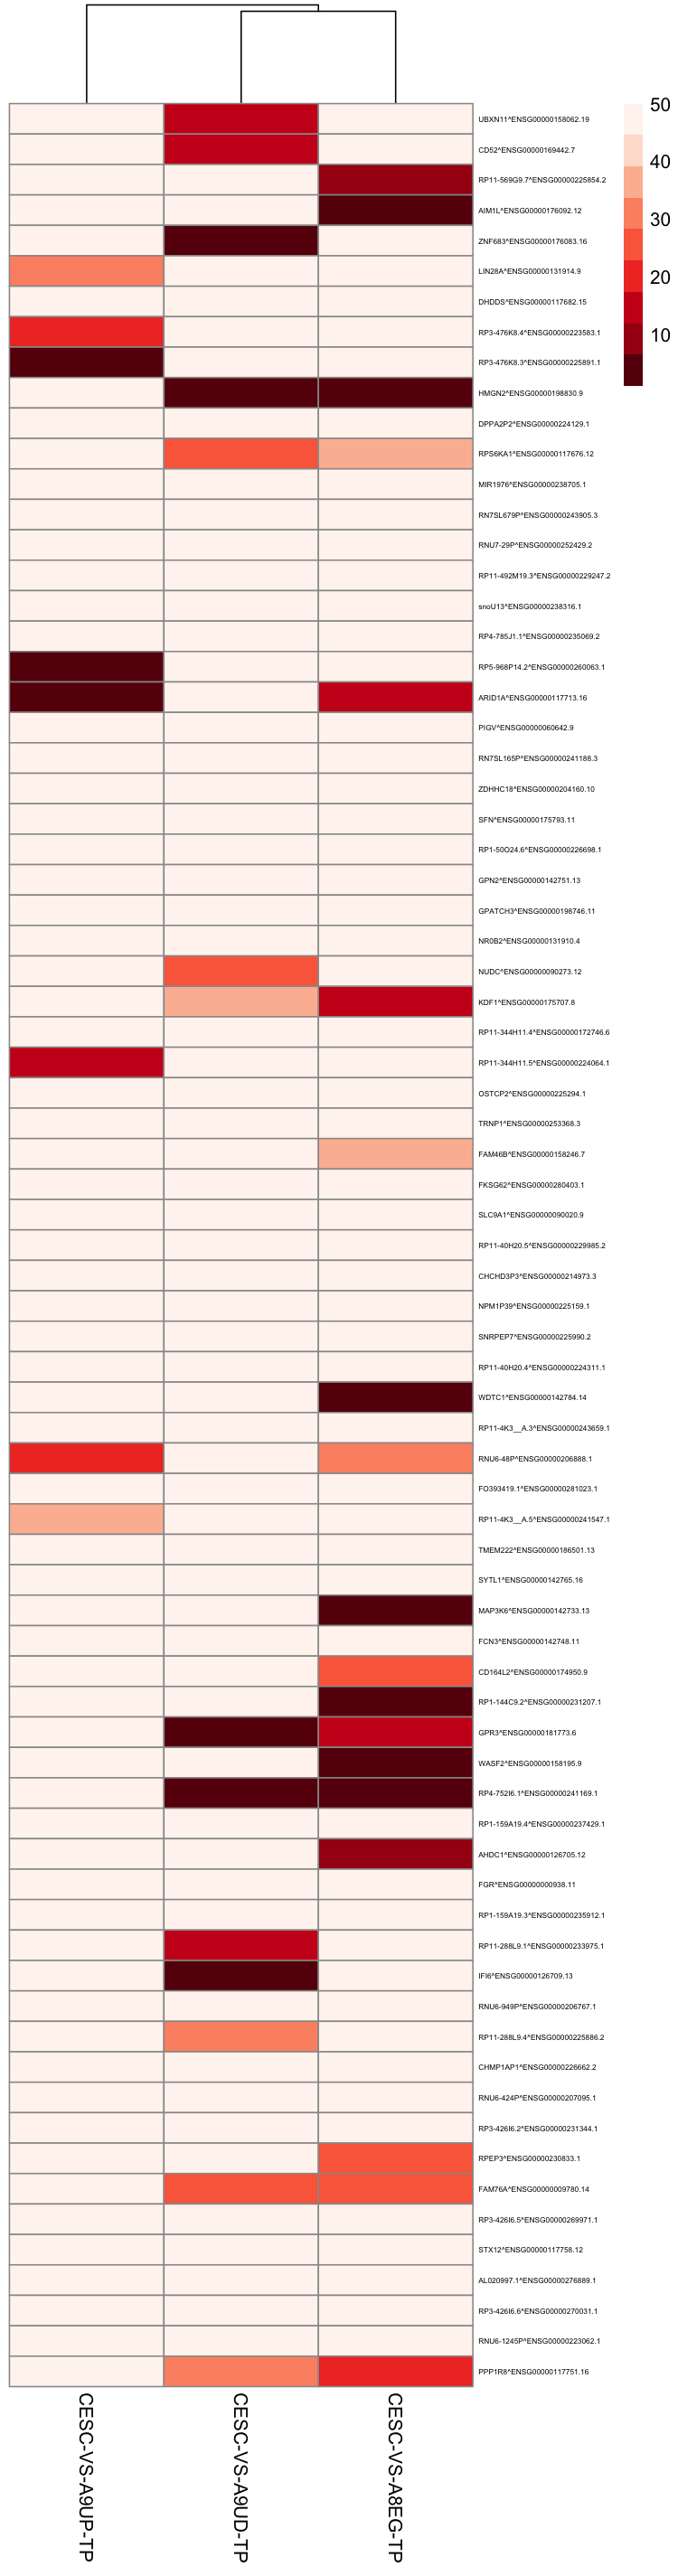 50
40
30
20
10
UBXN11^ENSG00000158062.19
CD52^ENSG00000169442.7
RP11-569G9.7^ENSG00000225854.2
AIM1L^ENSG00000176092.12
ZNF683^ENSG00000176083.16
LIN28A^ENSG00000131914.9
DHDDS^ENSG00000117682.15
RP3-476K8.4^ENSG00000223583.1
RP3-476K8.3^ENSG00000225891.1
HMGN2^ENSG00000198830.9
DPPA2P2^ENSG00000224129.1
RPS6KA1^ENSG00000117676.12
MIR1976^ENSG00000238705.1
RN7SL679P^ENSG00000243905.3
RNU7-29P^ENSG00000252429.2
RP11-492M19.3^ENSG00000229247.2
snoU13^ENSG00000238316.1
RP4-785J1.1^ENSG00000235069.2
RP5-968P14.2^ENSG00000260063.1
ARID1A^ENSG00000117713.16
PIGV^ENSG00000060642.9
RN7SL165P^ENSG00000241188.3
ZDHHC18^ENSG00000204160.10
SFN^ENSG00000175793.11
RP1-50O24.6^ENSG00000226698.1
GPN2^ENSG00000142751.13
GPATCH3^ENSG00000198746.11
NR0B2^ENSG00000131910.4
NUDC^ENSG00000090273.12
KDF1^ENSG00000175707.8
RP11-344H11.4^ENSG00000172746.6
RP11-344H11.5^ENSG00000224064.1
OSTCP2^ENSG00000225294.1
TRNP1^ENSG00000253368.3
FAM46B^ENSG00000158246.7
FKSG62^ENSG00000280403.1
SLC9A1^ENSG00000090020.9
RP11-40H20.5^ENSG00000229985.2
CHCHD3P3^ENSG00000214973.3
NPM1P39^ENSG00000225159.1
SNRPEP7^ENSG00000225990.2
RP11-40H20.4^ENSG00000224311.1
WDTC1^ENSG00000142784.14
RP11-4K3__A.3^ENSG00000243659.1
RNU6-48P^ENSG00000206888.1
FO393419.1^ENSG00000281023.1
RP11-4K3__A.5^ENSG00000241547.1
TMEM222^ENSG00000186501.13
SYTL1^ENSG00000142765.16
MAP3K6^ENSG00000142733.13
FCN3^ENSG00000142748.11
CD164L2^ENSG00000174950.9
RP1-144C9.2^ENSG00000231207.1
GPR3^ENSG00000181773.6
WASF2^ENSG00000158195.9
RP4-752I6.1^ENSG00000241169.1
RP1-159A19.4^ENSG00000237429.1
AHDC1^ENSG00000126705.12
FGR^ENSG00000000938.11
RP1-159A19.3^ENSG00000235912.1
RP11-288L9.1^ENSG00000233975.1
IFI6^ENSG00000126709.13
RNU6-949P^ENSG00000206767.1
RP11-288L9.4^ENSG00000225886.2
CHMP1AP1^ENSG00000226662.2
RNU6-424P^ENSG00000207095.1
RP3-426I6.2^ENSG00000231344.1
RPEP3^ENSG00000230833.1
FAM76A^ENSG00000009780.14
RP3-426I6.5^ENSG00000269971.1
STX12^ENSG00000117758.12
AL020997.1^ENSG00000276889.1
RP3-426I6.6^ENSG00000270031.1
RNU6-1245P^ENSG00000223062.1
PPP1R8^ENSG00000117751.16
CESC-VS-A9UP-TP
CESC-VS-A9UD-TP
CESC-VS-A8EG-TP